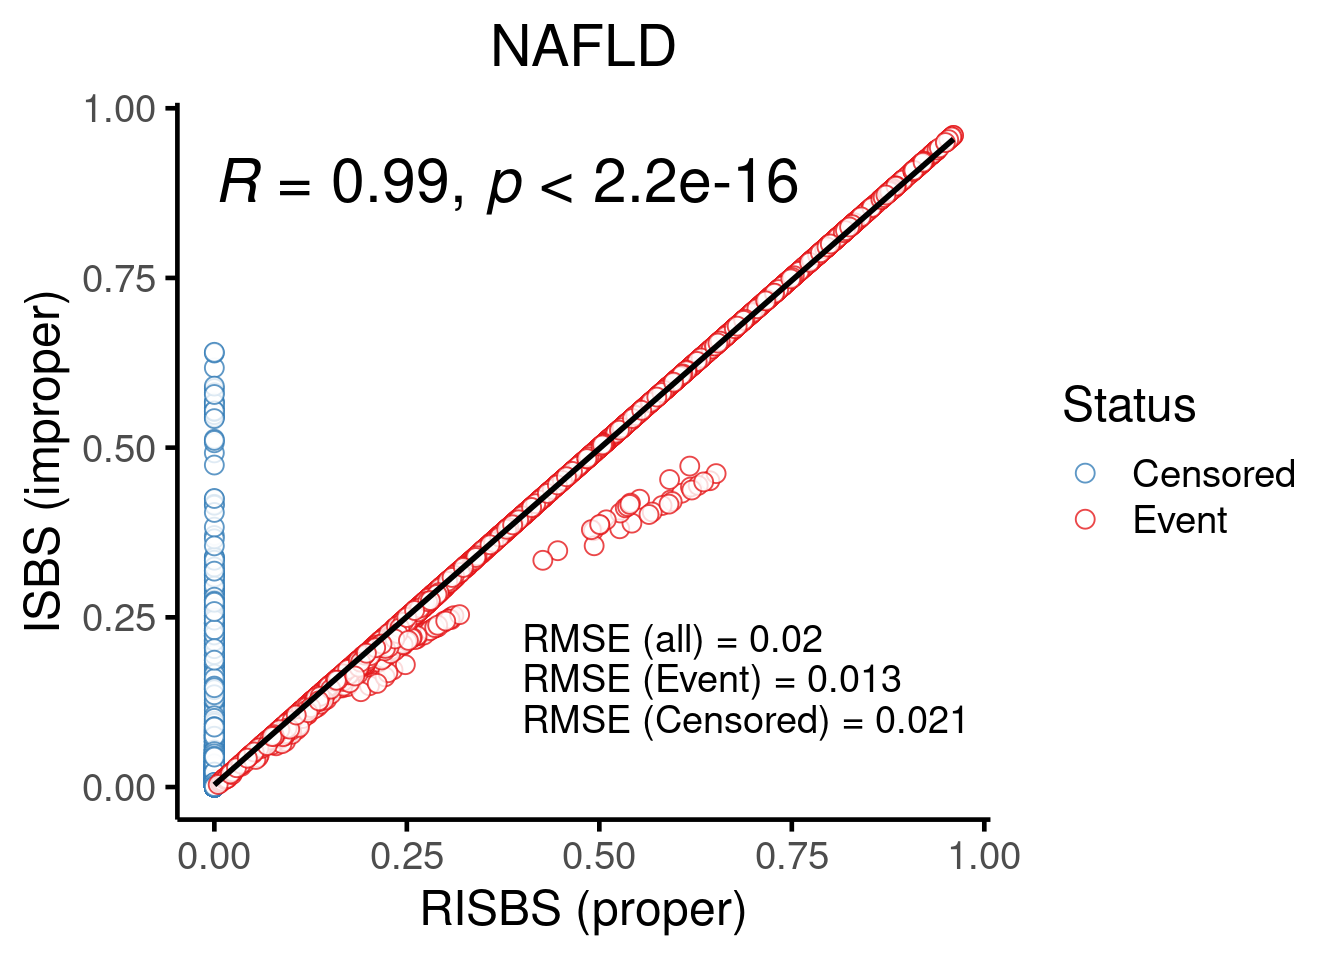 NAFLD
R = 0.99, p < 2.2e-16
1.00
0.75
0.50
0.25
0.00
ISBS (improper)
0.00 0.25 0.50 0.75 1.00
RISBS (proper)
RMSE (all) = 0.02
RMSE (Event) = 0.013
RMSE (Censored) = 0.021
Status
Censored
Event